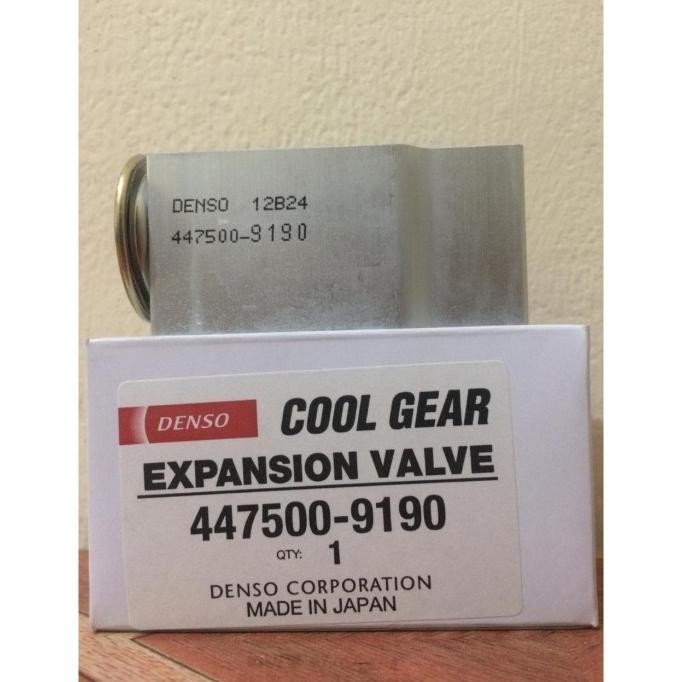 DENSO 12B24
447500-9190
DENSO COOL GEAR
EXPANSION VALVE
447500-9190
QTY: 1
DENSO CORPORATION
MADE IN JAPAN